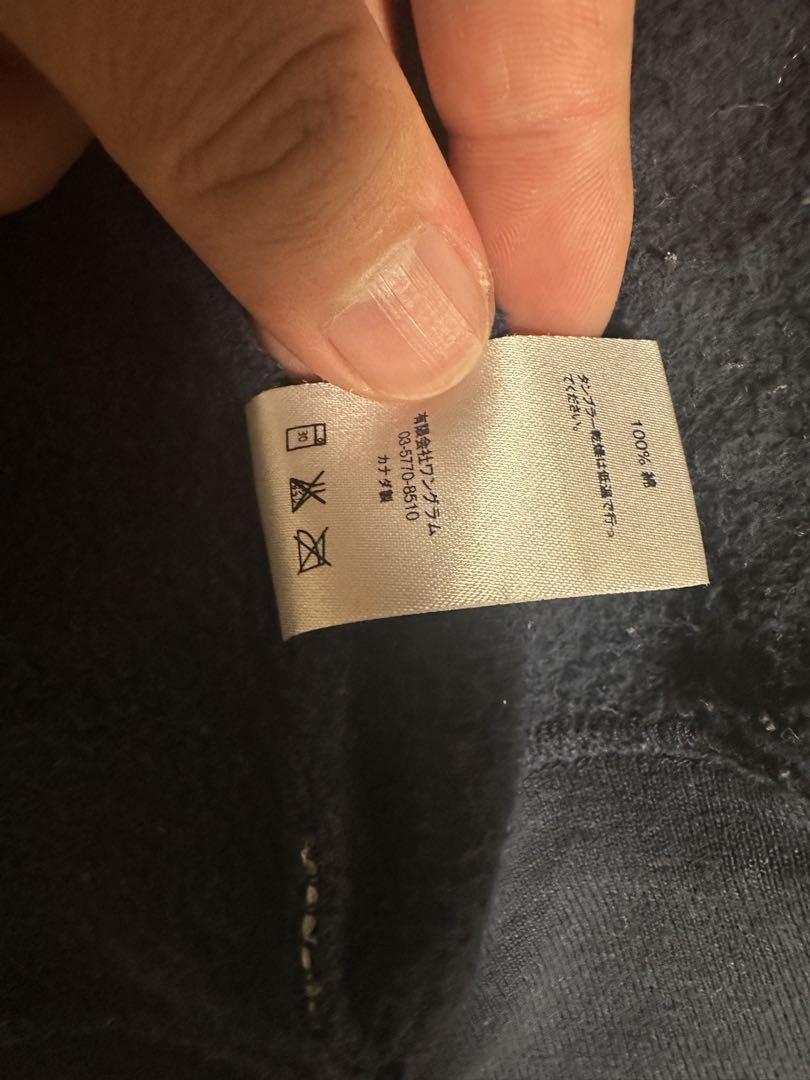 100% 綿
タンブラー乾燥は低温で行っ
てください。
30
有限会社ワングラム
03-5770-8510
カナダ製